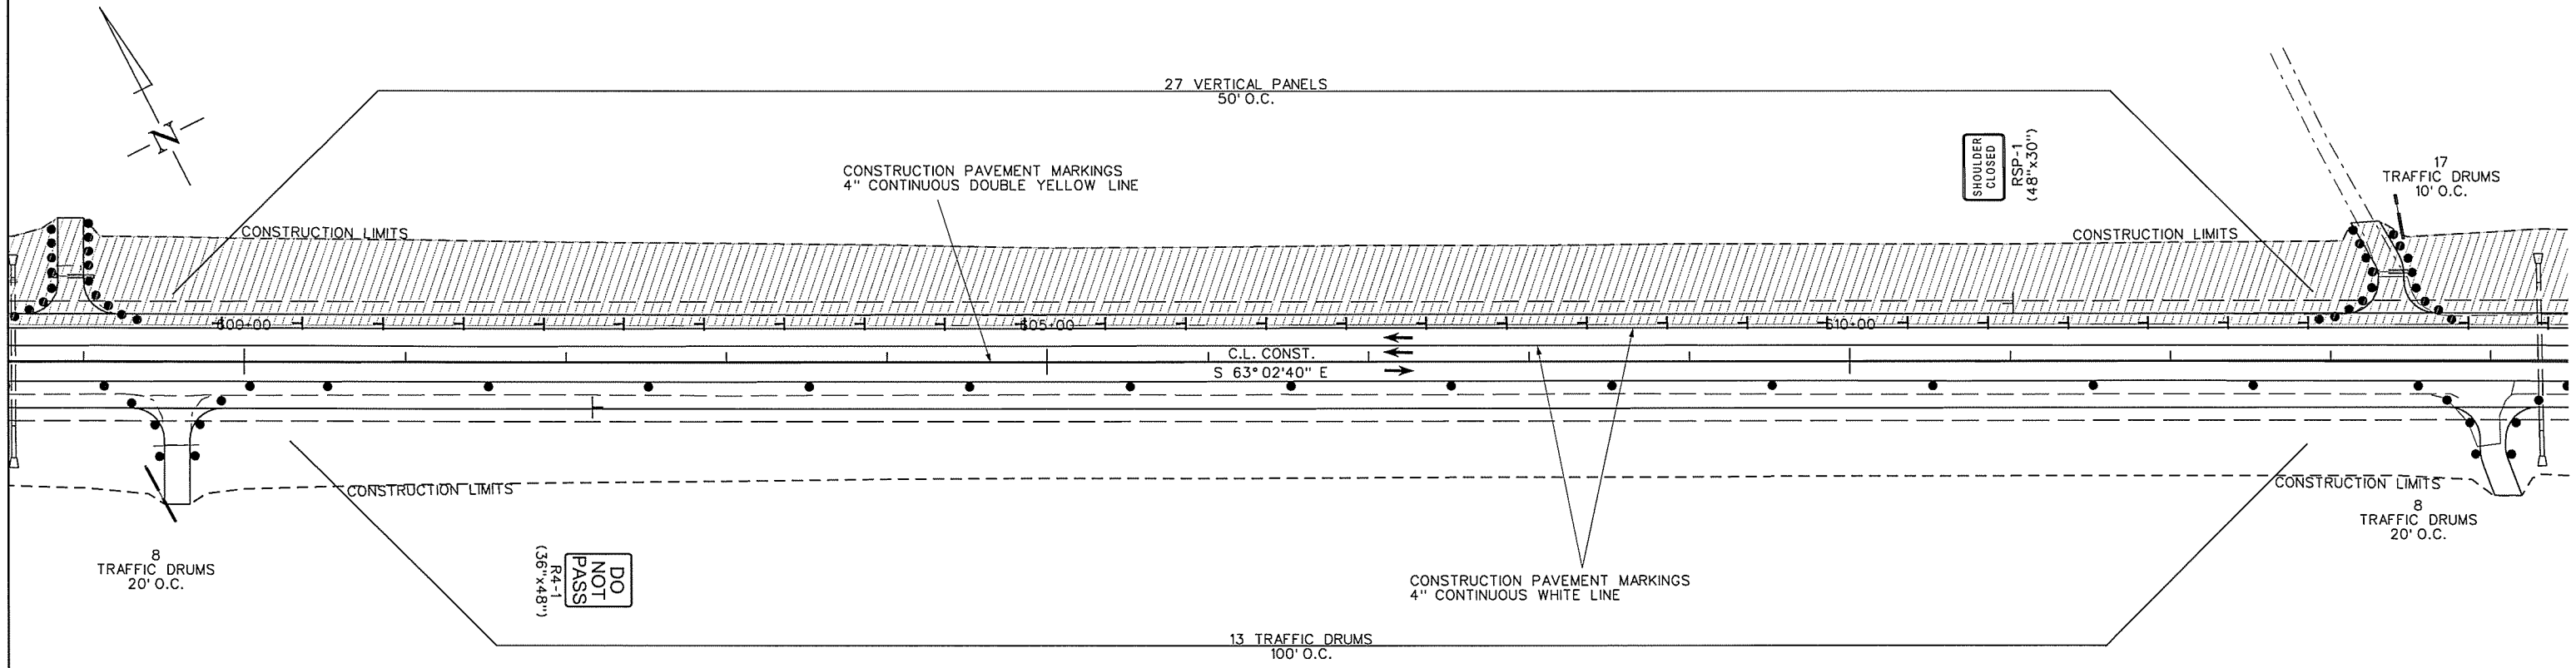 27 VERTICAL PANELS
50' O.C.
N
CONSTRUCTION PAVEMENT MARKINGS
4" CONTINUOUS DOUBLE YELLOW LINE
SHOULDER
CLOSED
RSP-1
(48"x30")
17
TRAFFIC DRUMS
10' O.C.
CONSTRUCTION LIMITS
CONSTRUCTION LIMITS
600+00
605+00
610+00
C.L. CONST.
S 63° 02'40" E
CONSTRUCTION LIMITS
CONSTRUCTION LIMITS
8
TRAFFIC DRUMS
20' O.C.
DO
NOT
PASS
R4-1
(36"x48")
CONSTRUCTION PAVEMENT MARKINGS
4" CONTINUOUS WHITE LINE
8
TRAFFIC DRUMS
20' O.C.
13 TRAFFIC DRUMS
100' O.C.